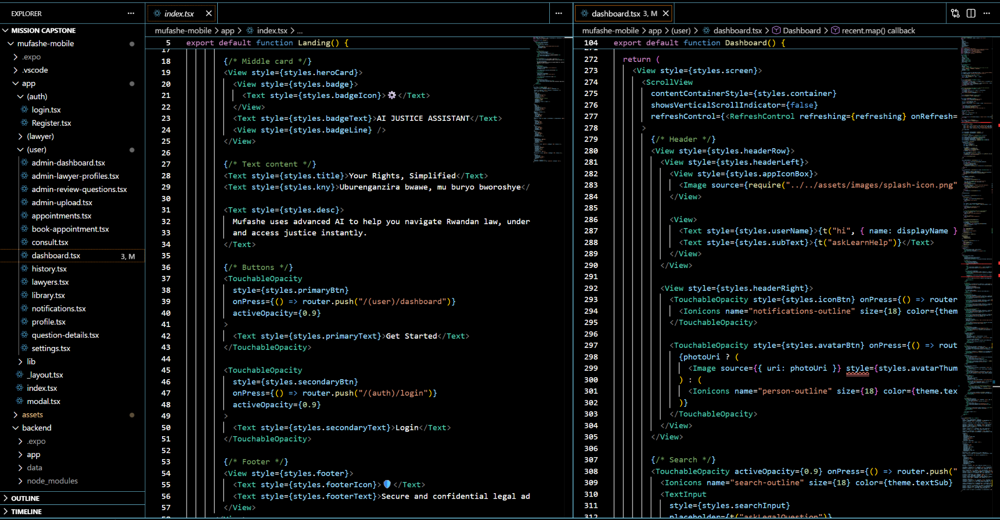 EXPLORER
MISSION CAPSTONE
mufashe-mobile
.expo
.vscode
app
(auth)
login.tsx
Register.tsx
(lawyer)
(user)
admin-dashboard.tsx
admin-lawyer-profiles.tsx
admin-review-questions.tsx
admin-upload.tsx
appointments.tsx
book-appointment.tsx
consult.tsx
dashboard.tsx 3, M
history.tsx
lawyers.tsx
library.tsx
notifications.tsx
profile.tsx
question-details.tsx
settings.tsx
lib
_layout.tsx
index.tsx
modal.tsx
assets
backend
.expo
app
data
node_modules
OUTLINE
TIMELINE
index.tsx
mufashe-mobile > app > index.tsx > ...
5 export default function Landing() {
17
18 {/* Middle card */}
19 <View style={styles.heroCard}>
20 <View style={styles.badge}>
21 <Text style={styles.badgeIcon}>⚙️</Text>
22 </View>
23 <Text style={styles.badgeText}>AI JUSTICE ASSISTANT</Text>
24 <View style={styles.badgeLine} />
25 </View>
26
27 {/* Text content */}
28 <Text style={styles.title}>Your Rights, Simplified</Text>
29 <Text style={styles.kny}>Uburenganzira bwawe, mu buryo bworoshye</
30
31 <Text style={styles.desc}>
32 Mufashe uses advanced AI to help you navigate Rwandan law, under
33 and access justice instantly.
34 </Text>
35
36 {/* Buttons */}
37 <TouchableOpacity
38 style={styles.primaryBtn}
39 onPress={() => router.push("/(user)/dashboard")}
40 activeOpacity={0.9}
41 >
42 <Text style={styles.primaryText}>Get Started</Text>
43 </TouchableOpacity>
44
45 <TouchableOpacity
46 style={styles.secondaryBtn}
47 onPress={() => router.push("/(auth)/login")}
48 activeOpacity={0.9}
49 >
50 <Text style={styles.secondaryText}>Login</Text>
51 </TouchableOpacity>
52
53 {/* Footer */}
54 <View style={styles.footer}>
55 <Text style={styles.footerIcon}>🛡️</Text>
56 <Text style={styles.footerText}>Secure and confidential legal ad
57 </View>
dashboard.tsx 3, M
mufashe-mobile > app > (user) > dashboard.tsx > Dashboard > recent.map() callback
104 export default function Dashboard() {
271
272 return (
273 <View style={styles.screen}>
274 <ScrollView
275 contentContainerStyle={styles.container}
276 showsVerticalScrollIndicator={false}
277 refreshControl={<RefreshControl refreshing={refreshing} onRefresh=
278 >
279 {/* Header */}
280 <View style={styles.headerRow}>
281 <View style={styles.headerLeft}>
282 <View style={styles.appIconBox}>
283 <Image source={require("../../assets/images/splash-icon.png"
284 </View>
285
286 <View>
287 <Text style={styles.userName}>{t("hi", { name: displayName }
288 <Text style={styles.subText}>{t("askLearnHelp")}</Text>
289 </View>
290 </View>
291
292 <View style={styles.headerRight}>
293 <TouchableOpacity style={styles.iconBtn} onPress={() => router
294 <Ionicons name="notifications-outline" size={18} color={them
295 </TouchableOpacity>
296
297 <TouchableOpacity style={styles.avatarBtn} onPress={() => rout
298 {photoUri ? (
299 <Image source={{ uri: photoUri }} style={styles.avatarThum
300 ) : (
301 <Ionicons name="person-outline" size={18} color={theme.tex
302 )}
303 </TouchableOpacity>
304 </View>
305 </View>
306
307 {/* Search */}
308 <TouchableOpacity activeOpacity={0.9} onPress={() => router.push("
309 <Ionicons name="search-outline" size={18} color={theme.textSub}
310 <TextInput
311 style={styles.searchInput}
312 placeholder={t("askLegalQuestion")}